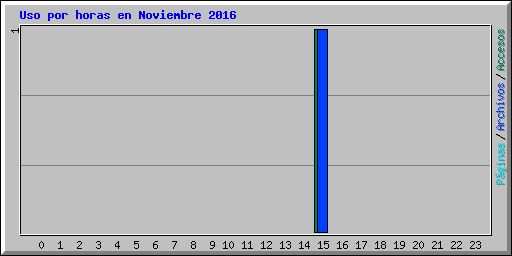 Uso por horas en Noviembre 2016
1
0 1 2 3 4 5 6 7 8 9 10 11 12 13 14 15 16 17 18 19 20 21 22 23
Páginas/Archivos/Accesos